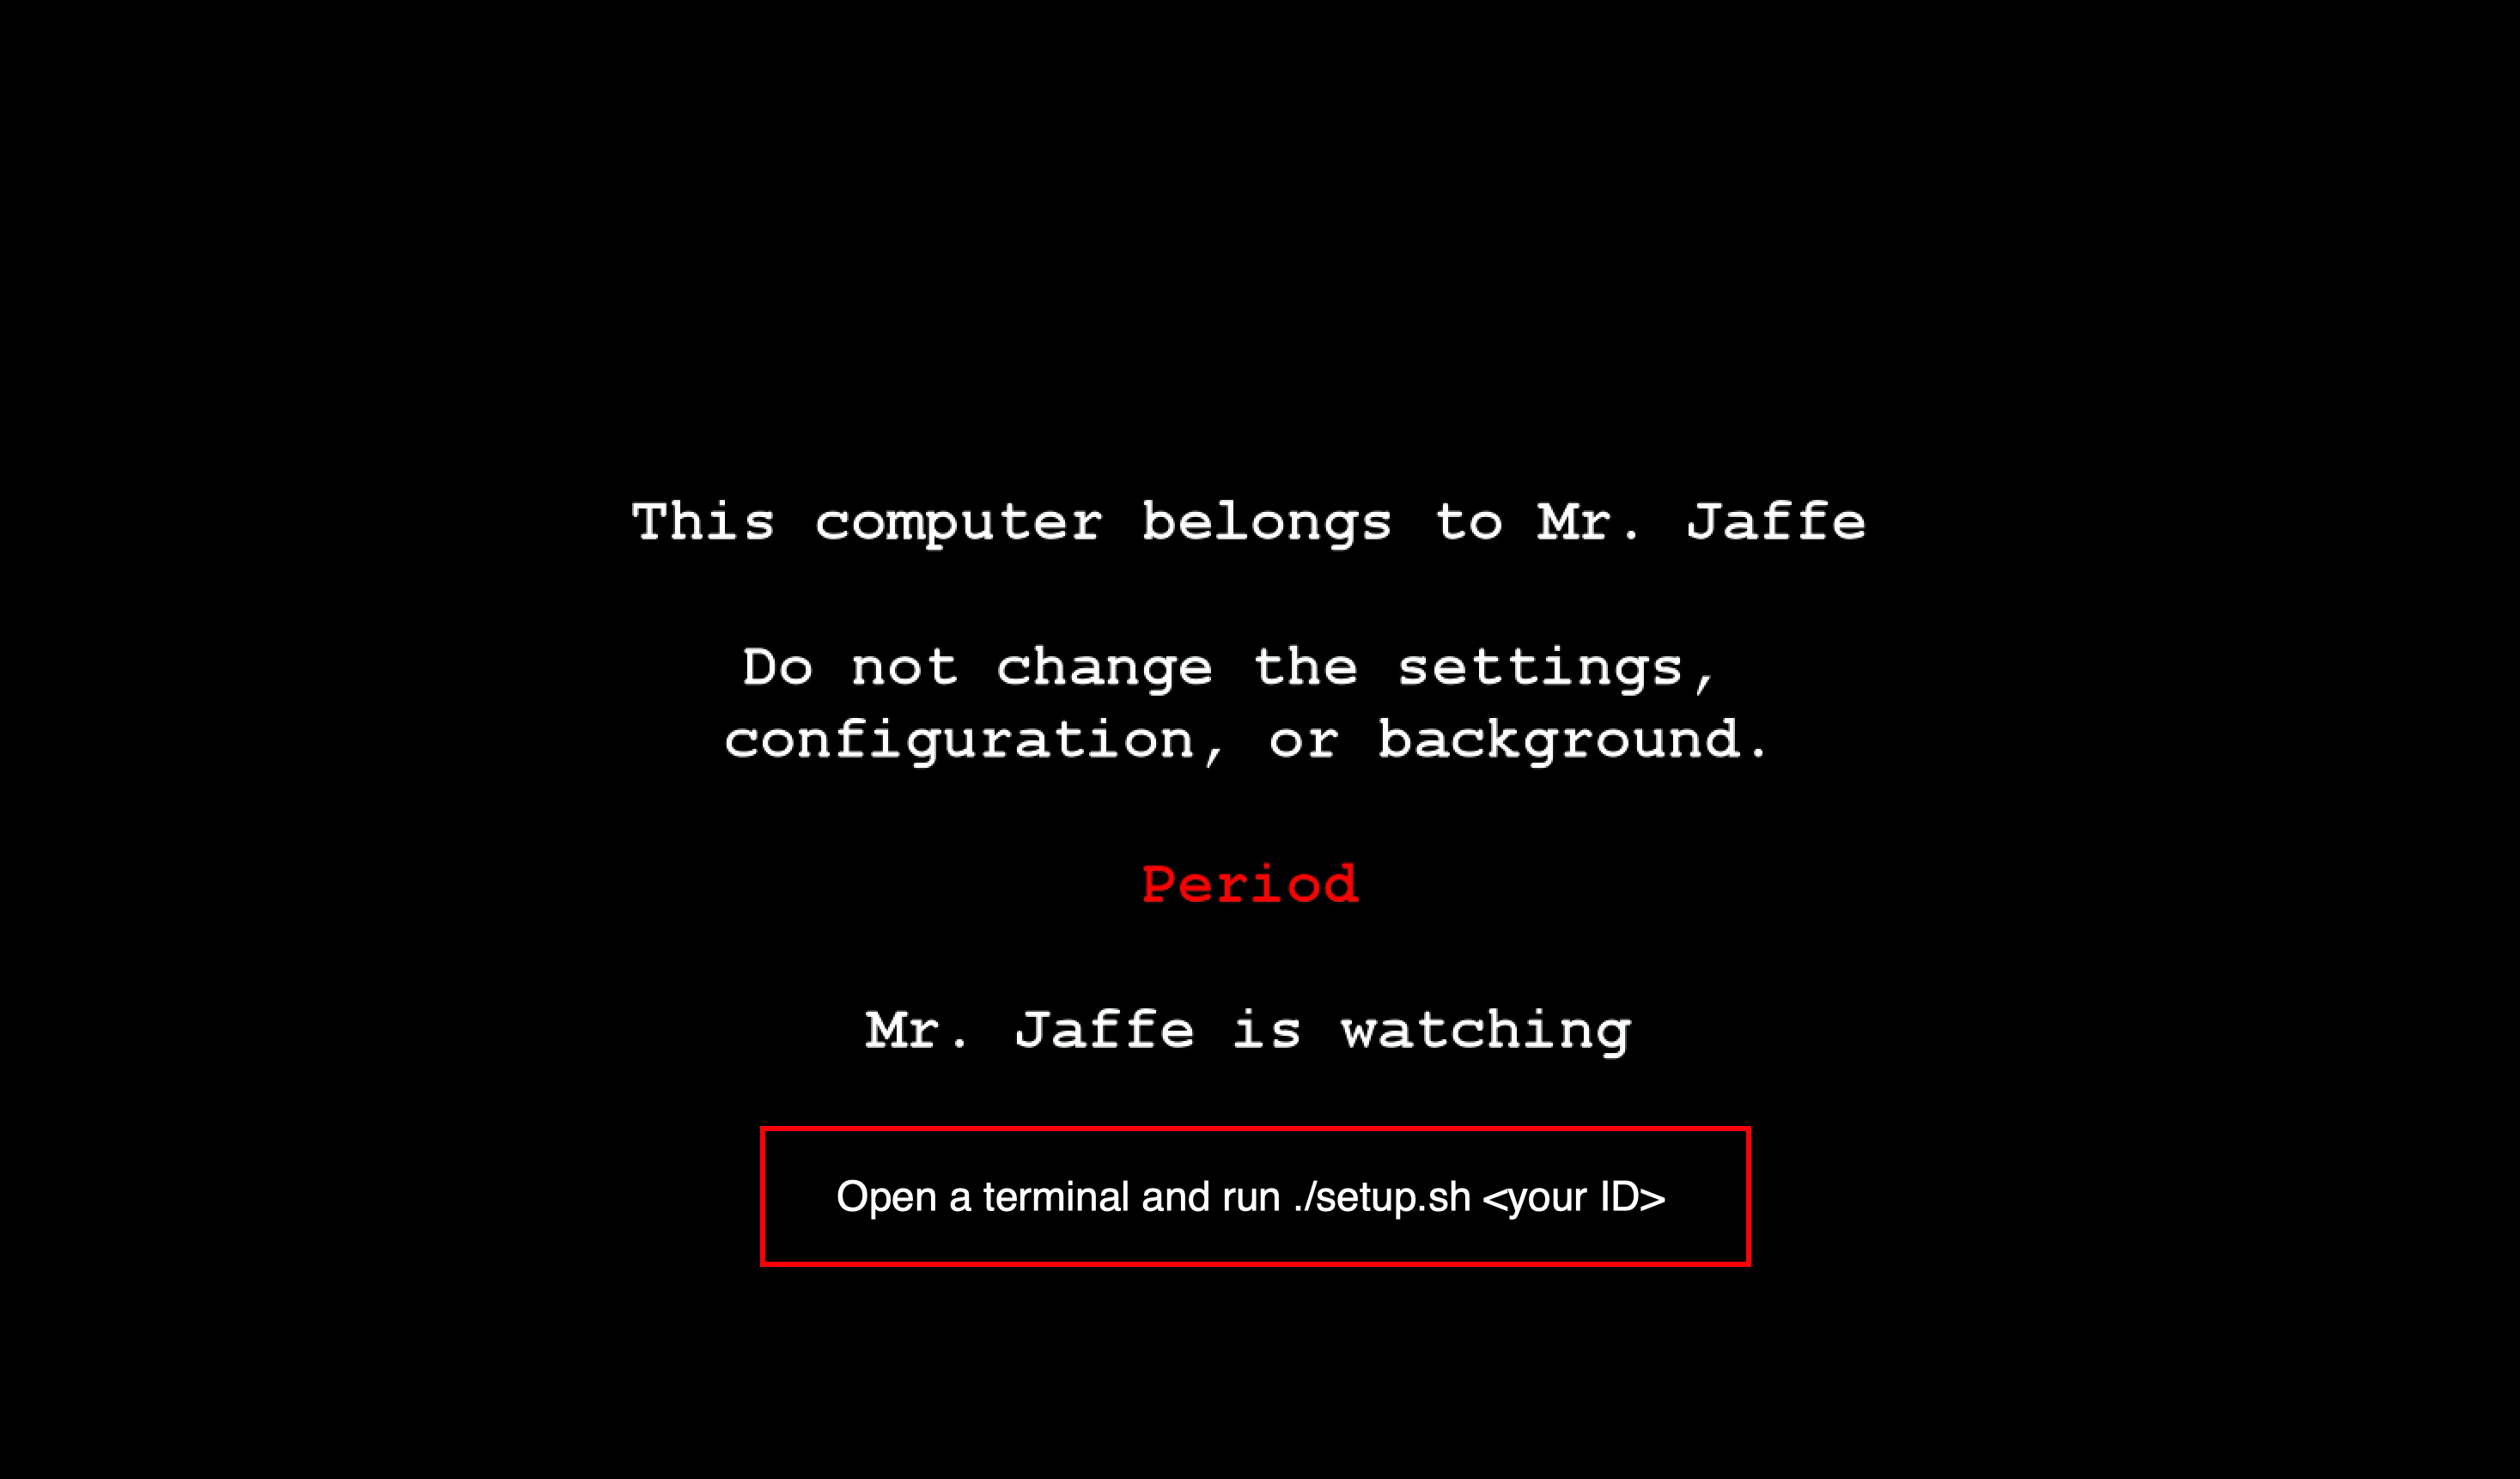 This computer belongs to Mr. Jaffe
Do not change the settings,
configuration, or background.
Period
Mr. Jaffe is watching
Open a terminal and run ./setup.sh <your ID>